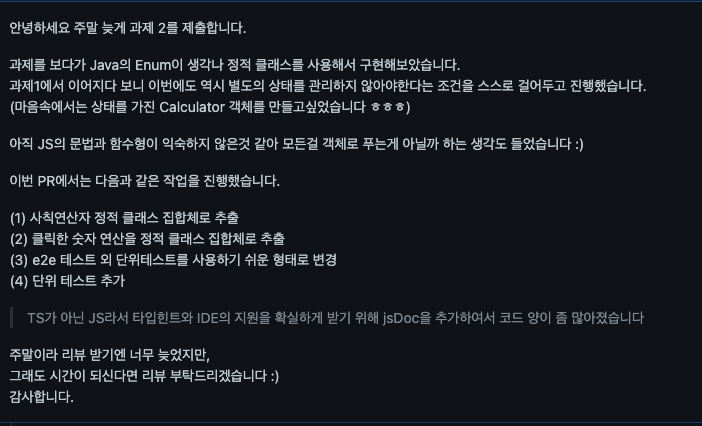 안녕하세요 주말 늦게 과제 2를 제출합니다.
과제를 보다가 Java의 Enum이 생각나 정적 클래스를 사용해서 구현해보았습니다.
과제1에서 이어지다 보니 이번에도 역시 별도의 상태를 관리하지 않아야한다는 조건을 스스로 걸어두고 진행했습니다.
(마음속에서는 상태를 가진 Calculator 객체를 만들고싶었습니다 ㅎㅎㅎ)
아직 JS의 문법과 함수형이 익숙하지 않은것 같아 모든걸 객체로 푸는게 아닐까 하는 생각도 들었습니다 :)
이번 PR에서는 다음과 같은 작업을 진행했습니다.
(1) 사칙연산자 정적 클래스 집합체로 추출
(2) 클릭한 숫자 연산을 정적 클래스 집합체로 추출
(3) e2e 테스트 외 단위테스트를 사용하기 쉬운 형태로 변경
(4) 단위 테스트 추가
TS가 아닌 JS라서 타입힌트와 IDE의 지원을 확실하게 받기 위해 jsDoc을 추가하여서 코드 양이 좀 많아졌습니다
주말이라 리뷰 받기엔 너무 늦었지만,
그래도 시간이 되신다면 리뷰 부탁드리겠습니다 :)
감사합니다.